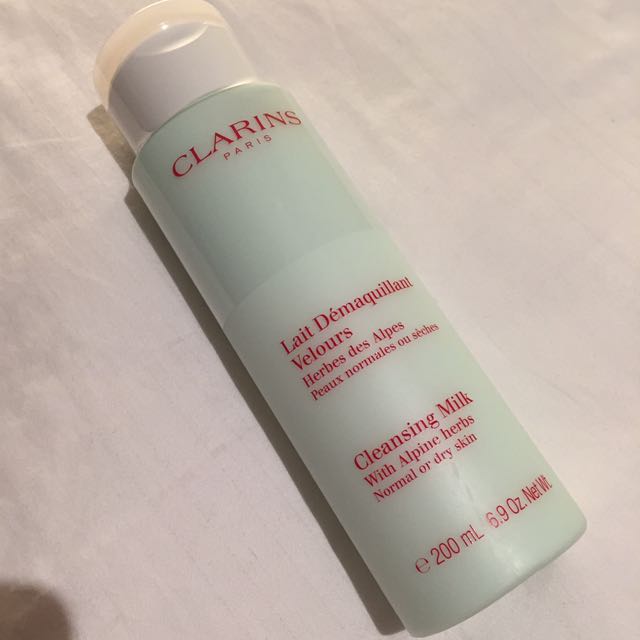 CLARINS
PARIS
Lait Démaquillant
Velours
Herbes des Alpes
Peaux normales ou sèches
Cleansing Milk
With Alpine herbs
Normal or dry skin
℮ 200 mL 6.9 Oz. Net Wt.